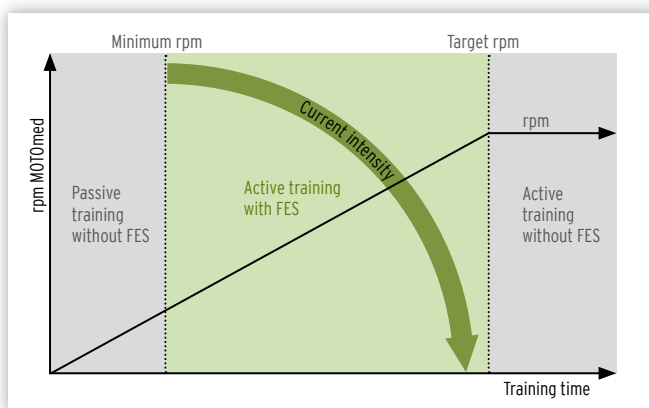 Minimum rpm
Target rpm
rpm MOTOmed
Current intensity
rpm
Passive
training
without FES
Active training
with FES
Active
training
without FES
Training time